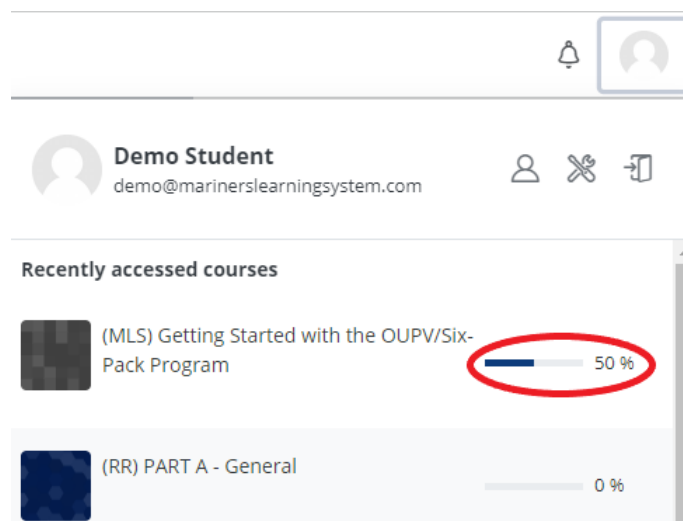 Demo Student
demo@marinerslearningsystem.com
Recently accessed courses
(MLS) Getting Started with the OUPV/Six-
Pack Program
50 %
(RR) PART A - General
0 %